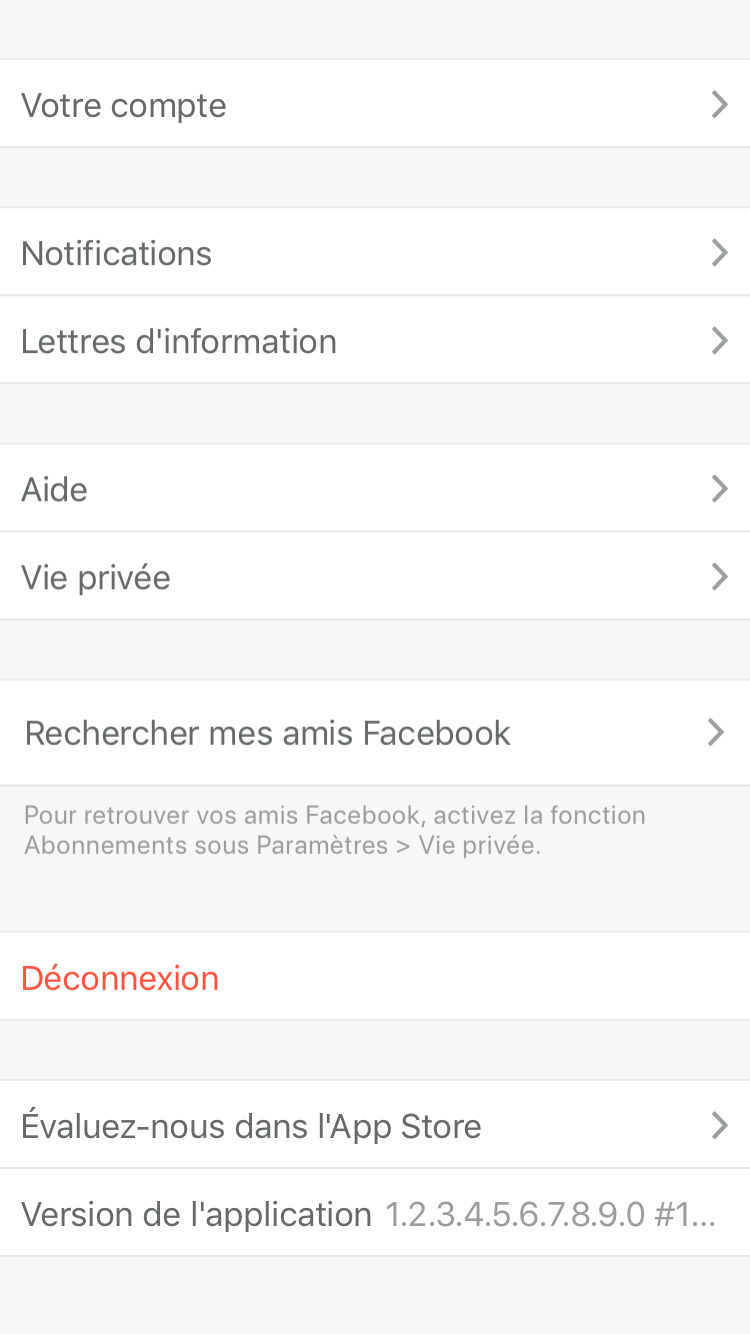 Votre compte
Notifications
Lettres d'information
Aide
Vie privée
Rechercher mes amis Facebook
Pour retrouver vos amis Facebook, activez la fonction
Abonnements sous Paramètres > Vie privée.
Déconnexion
Évaluez-nous dans l'App Store
Version de l'application 1.2.3.4.5.6.7.8.9.0 #1...